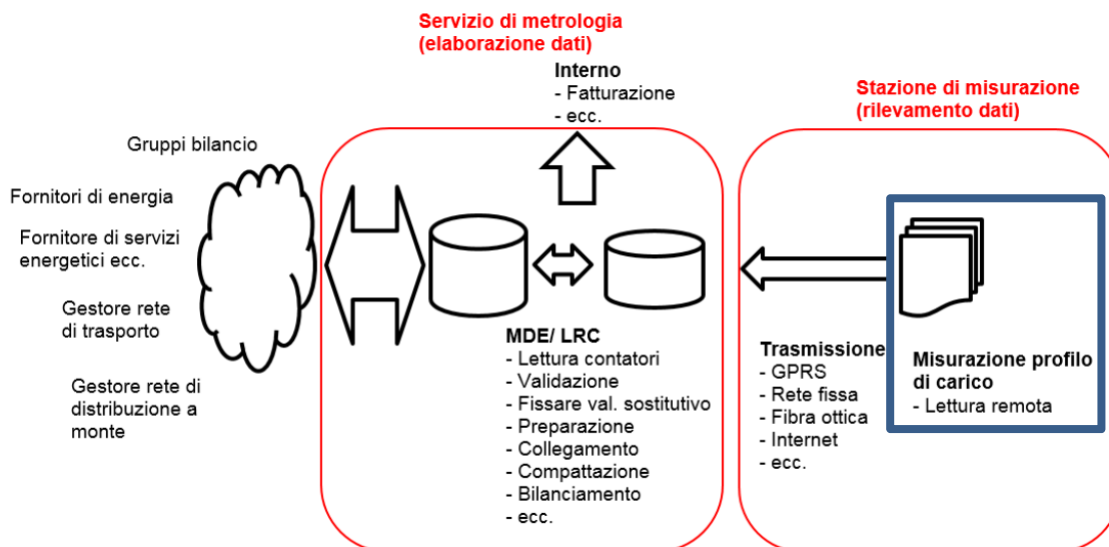 Servizio di metrologia
(elaborazione dati)
Interno
- Fatturazione
- ecc.
Stazione di misurazione
(rilevamento dati)
Gruppi bilancio
Fornitori di energia
Fornitore di servizi
energetici ecc.
Gestore rete
di trasporto
Gestore rete di
distribuzione a
monte
MDE/ LRC
- Lettura contatori
- Validazione
- Fissare val. sostitutivo
- Preparazione
- Collegamento
- Compattazione
- Bilanciamento
- ecc.
Trasmissione
- GPRS
- Rete fissa
- Fibra ottica
- Internet
- ecc.
Misurazione profilo
di carico
- Lettura remota